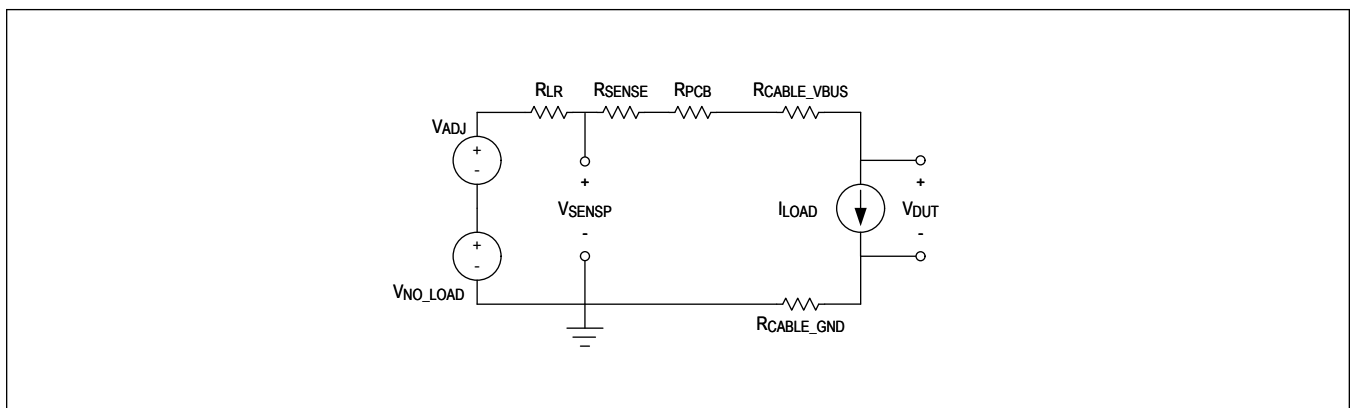 RLR RSENSE RPCB RCABLE_VBUS
VADJ
+
-
+
VSENSP
-
ILOAD
+
VDUT
-
+
-
VNO_LOAD
RCABLE_GND